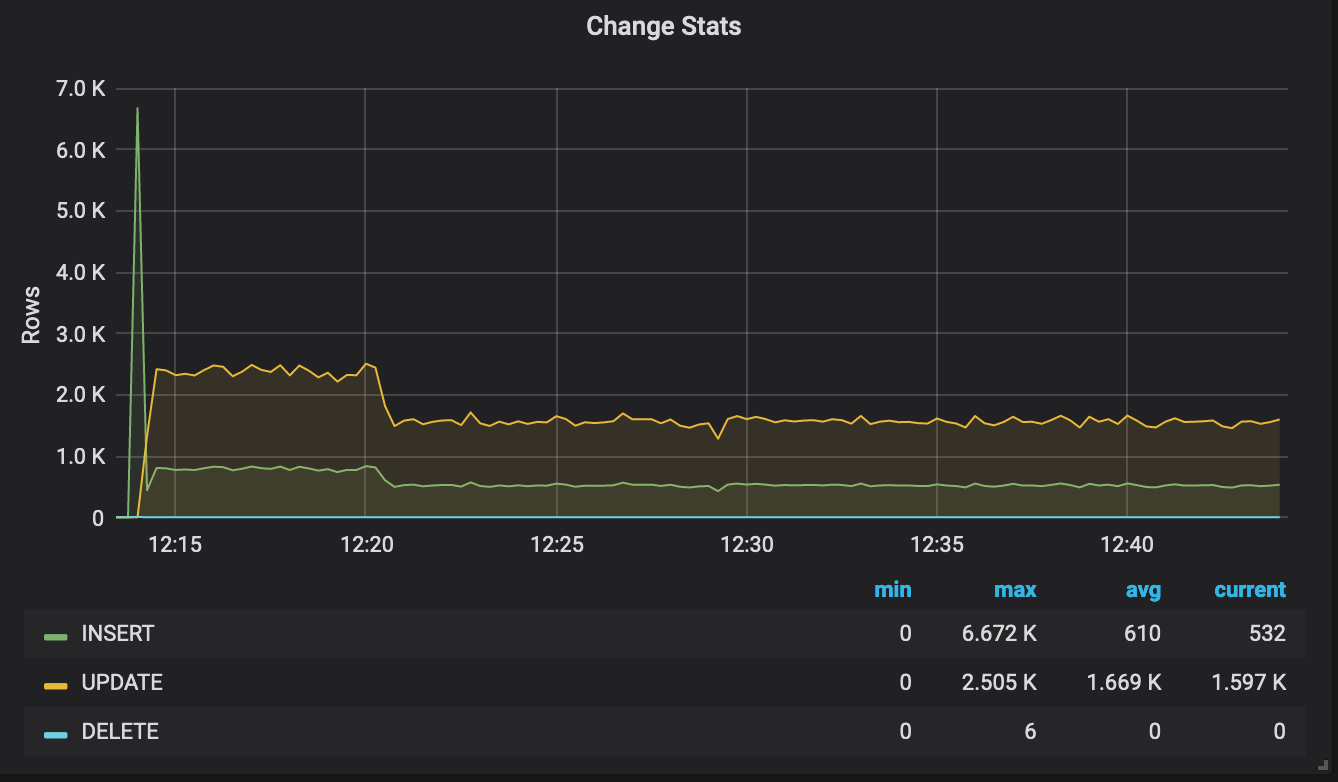 Change Stats
7.0 K
6.0 K
5.0 K
4.0 K
3.0 K
2.0 K
1.0 K
0
Rows
12:15 12:20 12:25 12:30 12:35 12:40
min max avg current
INSERT 0 6.672 K 610 532
UPDATE 0 2.505 K 1.669 K 1.597 K
DELETE 0 6 0 0